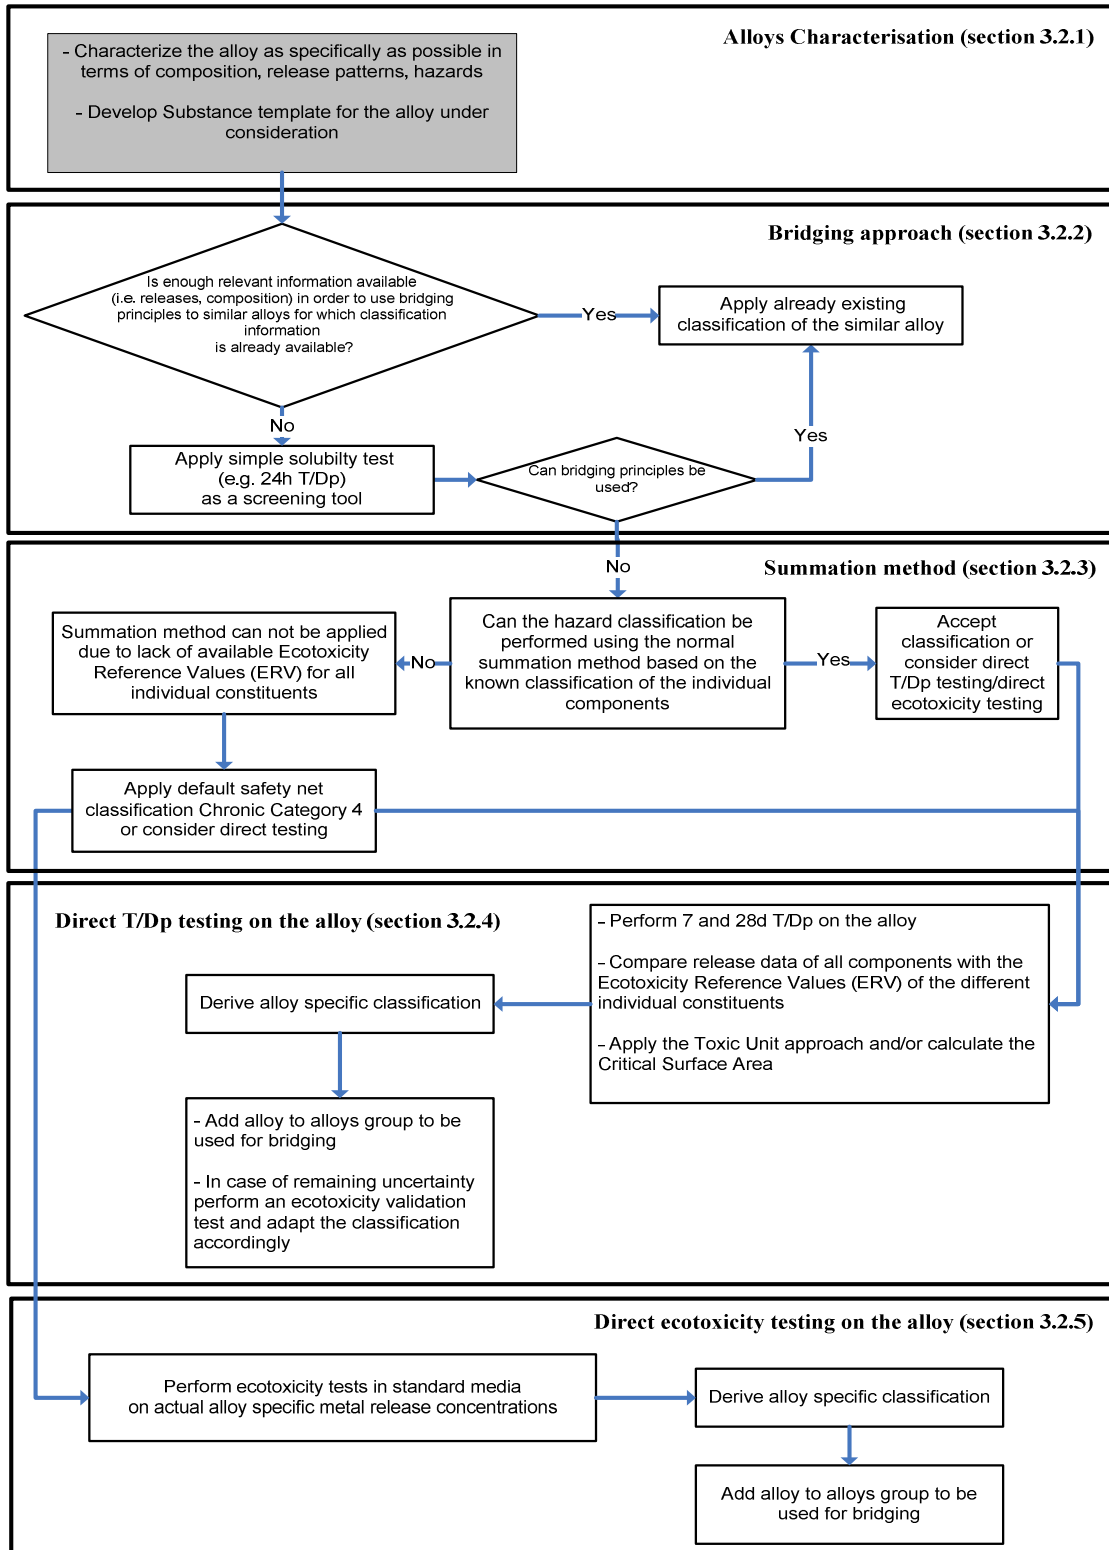 Alloys Characterisation (section 3.2.1)
- Characterize the alloy as specifically as possible in
terms of composition, release patterns, hazards
- Develop Substance template for the alloy under
consideration
Bridging approach (section 3.2.2)
Is enough relevant information available
(i.e. releases, composition) in order to use bridging
principles to similar alloys for which classification
information
is already available?
Yes
Apply already existing
classification of the similar alloy
No
Yes
Apply simple solubilty test
(e.g. 24h T/Dp)
as a screening tool
Can bridging principles be
used?
No
Summation method (section 3.2.3)
Summation method can not be applied
due to lack of available Ecotoxicity
Reference Values (ERV) for all
individual constituents
No
Can the hazard classification be
performed using the normal
summation method based on the
known classification of the individual
components
Yes
Accept
classification or
consider direct
T/Dp testing/direct
ecotoxicity testing
Apply default safety net
classification Chronic Category 4
or consider direct testing
Direct T/Dp testing on the alloy (section 3.2.4)
- Perform 7 and 28d T/Dp on the alloy
- Compare release data of all components with the
Ecotoxicity Reference Values (ERV) of the different
individual constituents
- Apply the Toxic Unit approach and/or calculate the
Critical Surface Area
Derive alloy specific classification
- Add alloy to alloys group to be
used for bridging
- In case of remaining uncertainty
perform an ecotoxicity validation
test and adapt the classification
accordingly
Direct ecotoxicity testing on the alloy (section 3.2.5)
Perform ecotoxicity tests in standard media
on actual alloy specific metal release concentrations
Derive alloy specific classification
Add alloy to alloys group to be
used for bridging